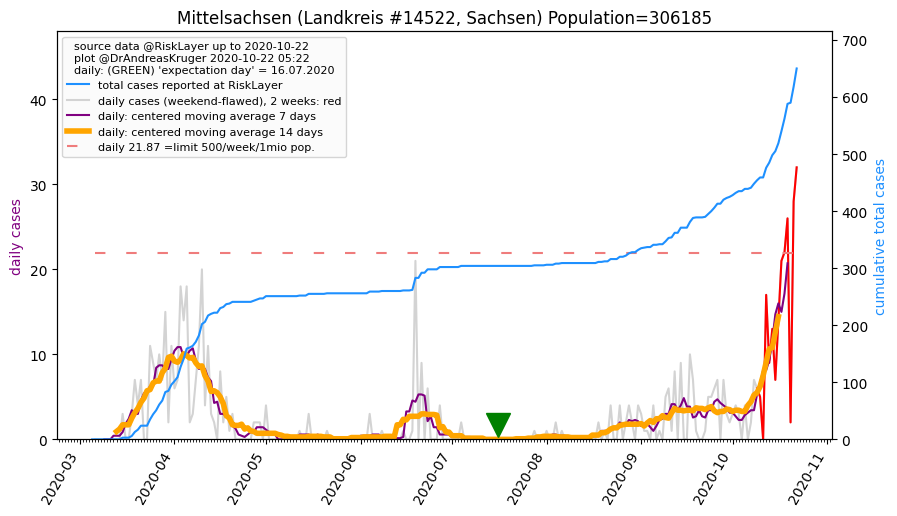 Mittelsachsen (Landkreis #14522, Sachsen) Population=306185
source data @RiskLayer up to 2020-10-22
plot @DrAndreasKruger 2020-10-22 05:22
daily: (GREEN) 'expectation day' = 16.07.2020
total cases reported at RiskLayer
daily cases (weekend-flawed), 2 weeks: red
daily: centered moving average 7 days
daily: centered moving average 14 days
daily 21.87 =limit 500/week/1mio pop.
daily cases
40
30
20
10
0
cumulative total cases
700
600
500
400
300
200
100
0
2020-03
2020-04
2020-05
2020-06
2020-07
2020-08
2020-09
2020-10
2020-11